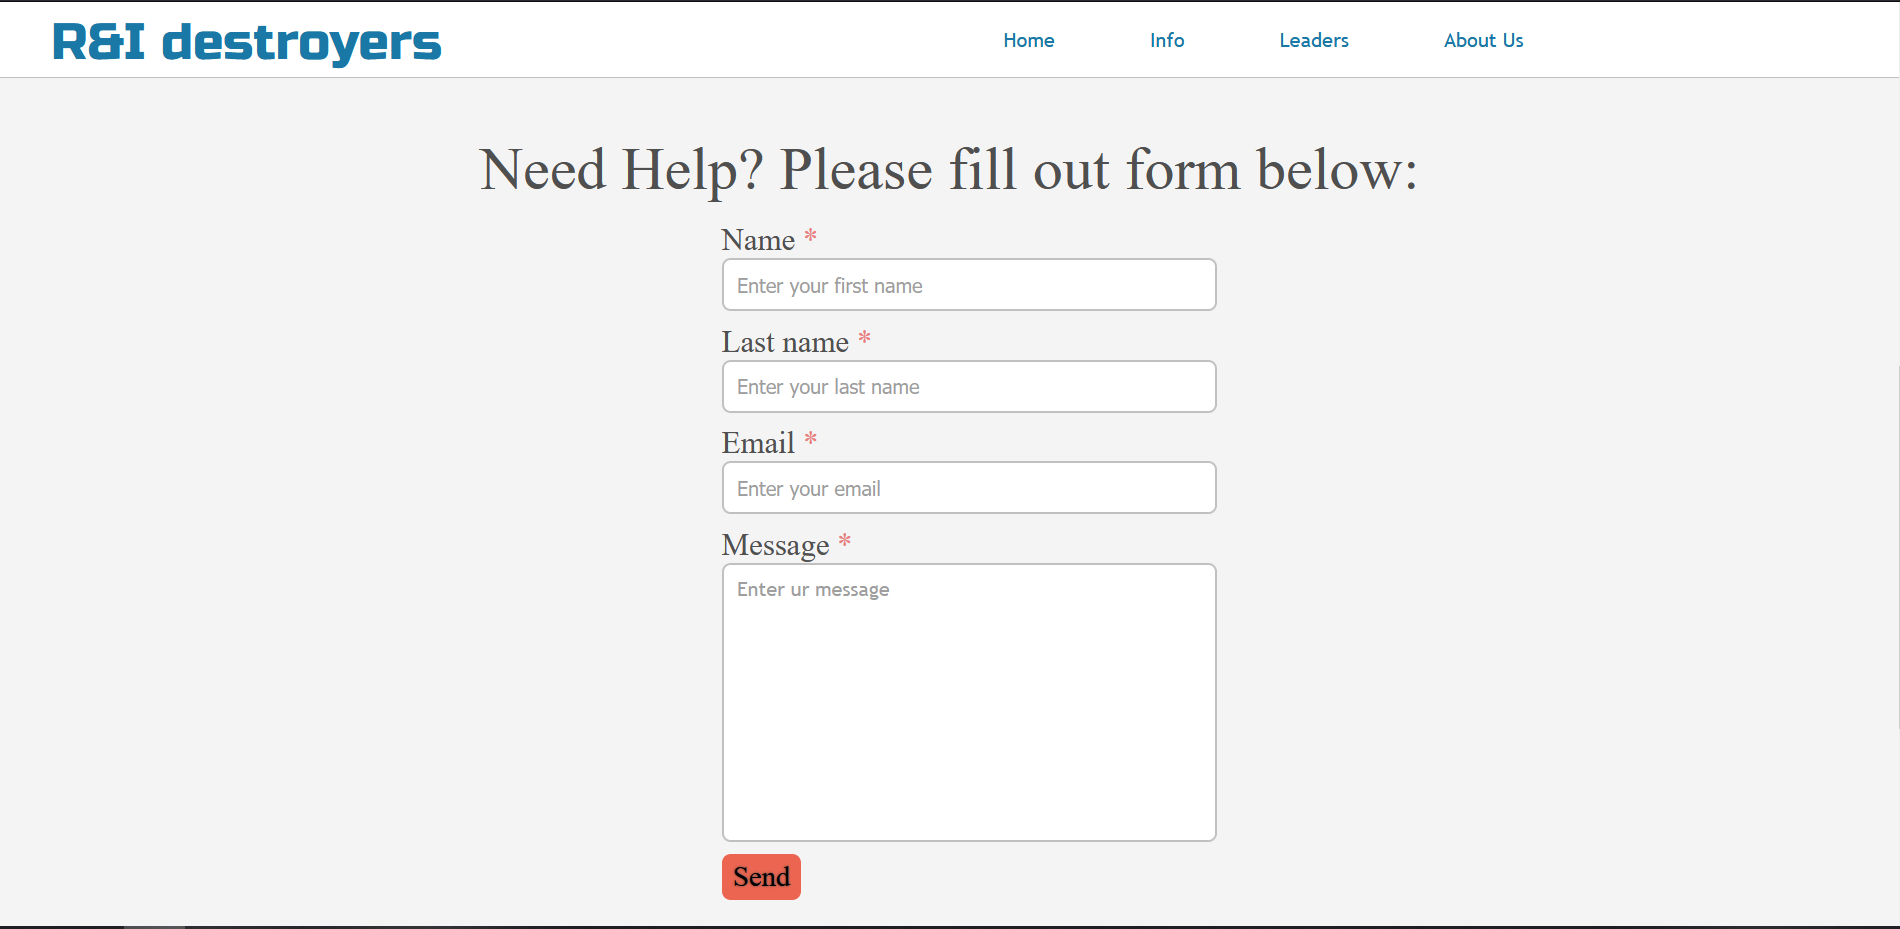 R&I destroyers Home Info Leaders About Us
Need Help? Please fill out form below:
Name *
Enter your first name
Last name *
Enter your last name
Email *
Enter your email
Message *
Enter ur message
Send